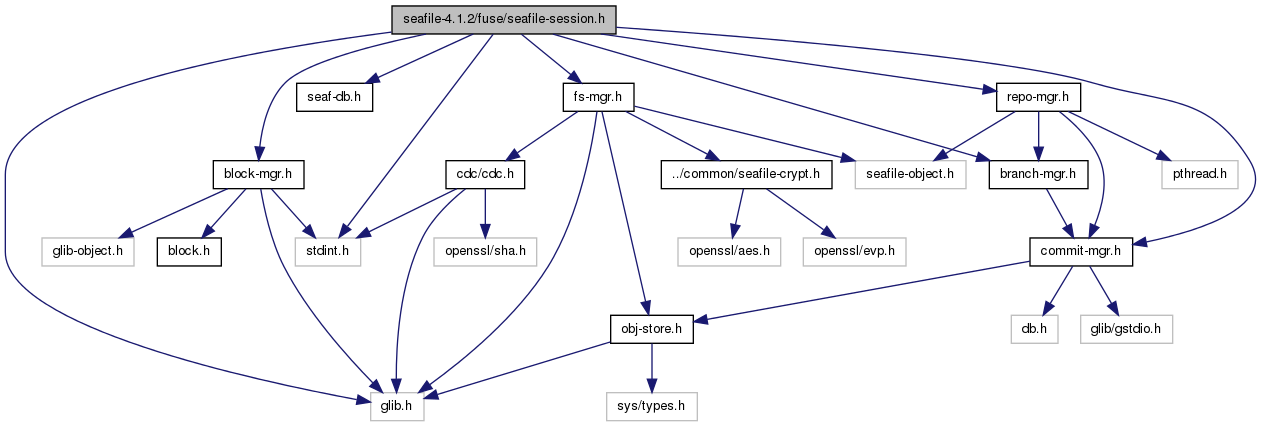 seafile-4.1.2/fuse/seafile-session.h
seaf-db.h
fs-mgr.h
repo-mgr.h
block-mgr.h
cdc/cdc.h
../common/seafile-crypt.h
seafile-object.h
branch-mgr.h
pthread.h
glib-object.h
block.h
stdint.h
openssl/sha.h
openssl/aes.h
openssl/evp.h
commit-mgr.h
obj-store.h
db.h
glib/gstdio.h
glib.h
sys/types.h